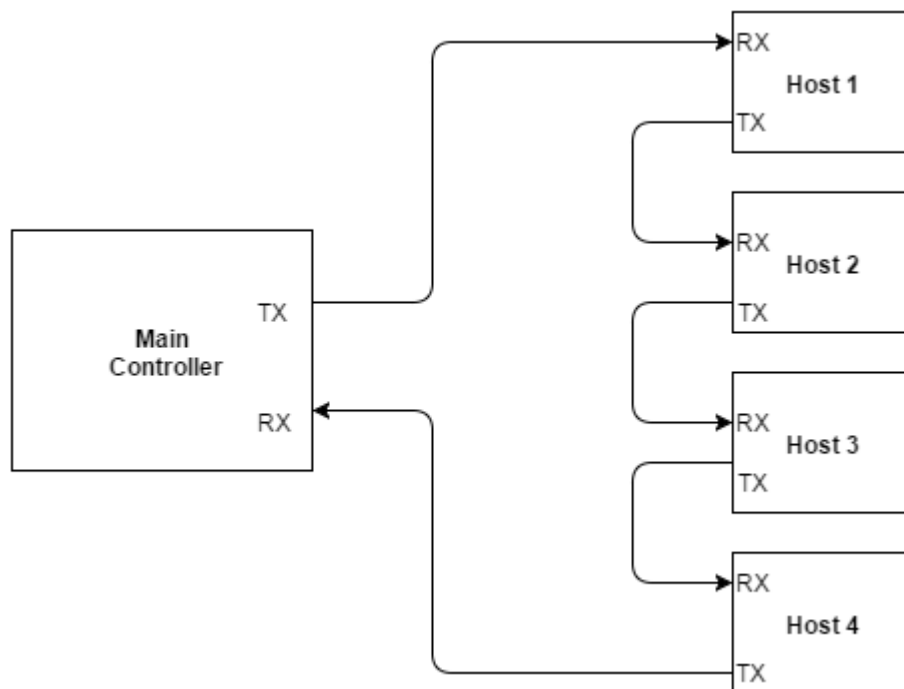 RX
Host 1
TX
RX
Host 2
TX
TX
Main
Controller
RX
RX
Host 3
TX
RX
Host 4
TX